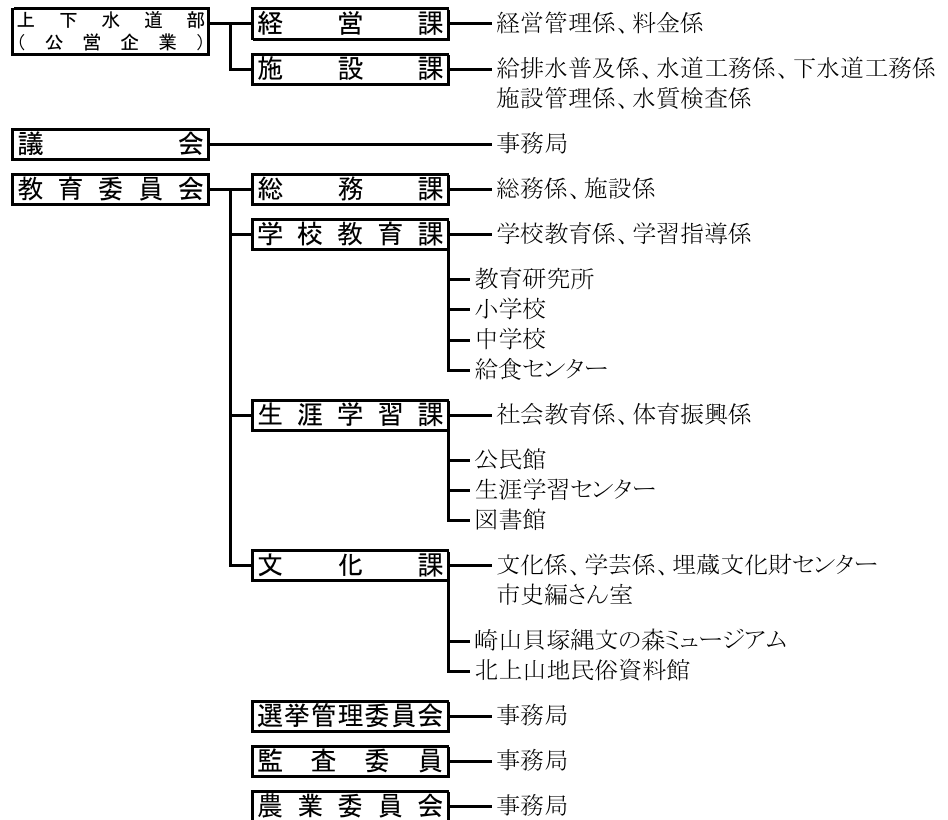 上下水道部 経営課 経営管理係、料金係
(公営企業)
施設課 給排水普及係、水道工務係、下水道工務係
施設管理係、水質検査係
議会 事務局
教育委員会 総務課 総務係、施設係
学校教育課 学校教育係、学習指導係
教育研究所
小学校
中学校
給食センター
生涯学習課 社会教育係、体育振興係
公民館
生涯学習センター
図書館
文化課 文化係、学芸係、埋蔵文化財センター
市史編さん室
崎山貝塚縄文の森ミュージアム
北上山地民俗資料館
選挙管理委員会 事務局
監査委員 事務局
農業委員会 事務局